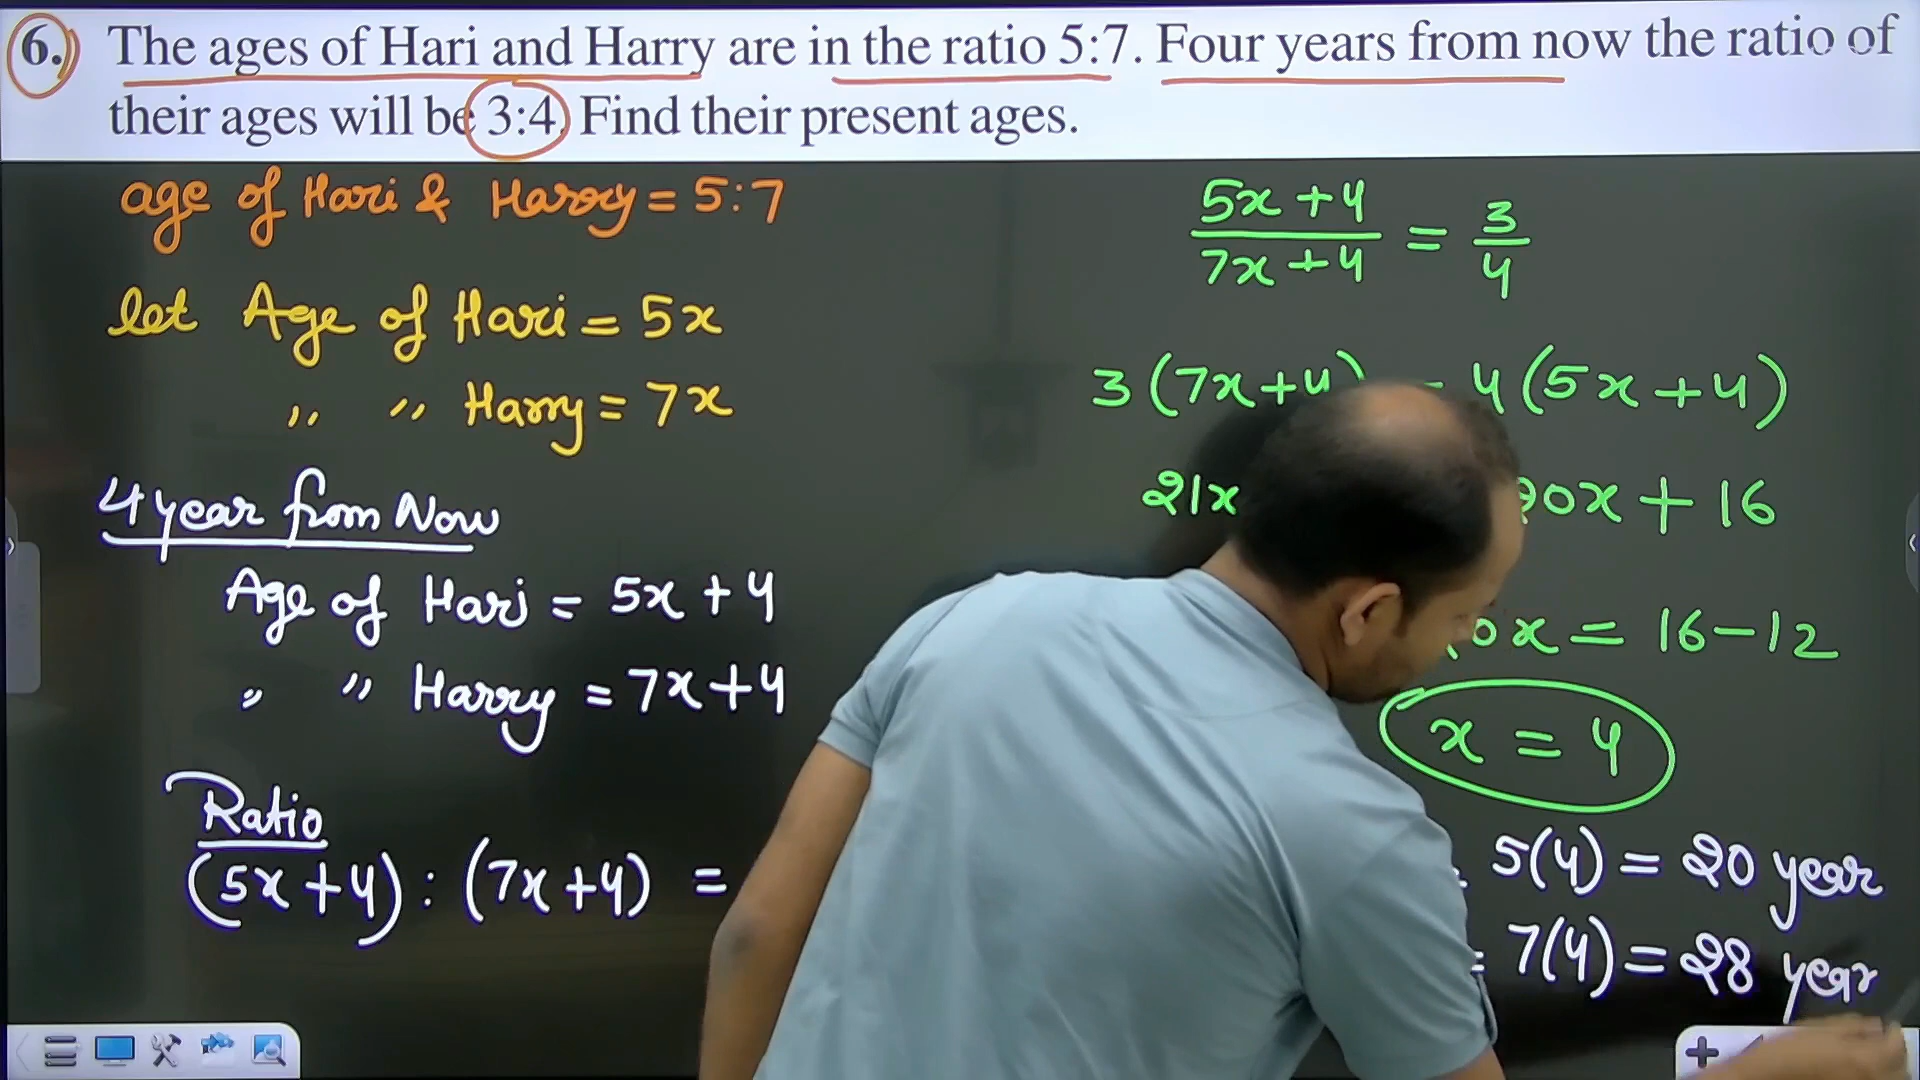 6. The ages of Hari and Harry are in the ratio 5:7. Four years from now the ratio of
their ages will be 3:4. Find their present ages.
age of Hari & Harry = 5:7
let Age of Hari = 5x
,, ,, Harry = 7x
4 year from Now
Age of Hari = 5x + 4
,, ,, Harry = 7x+4
Ratio
(5x+4) : (7x+4) =
5x+4
7x+4
=
3
4
3(7x+4) = 4(5x+4)
21x 20x + 16
0x = 16-12
x = 4
5(4) = 20 year
= 7(4) = 28 year